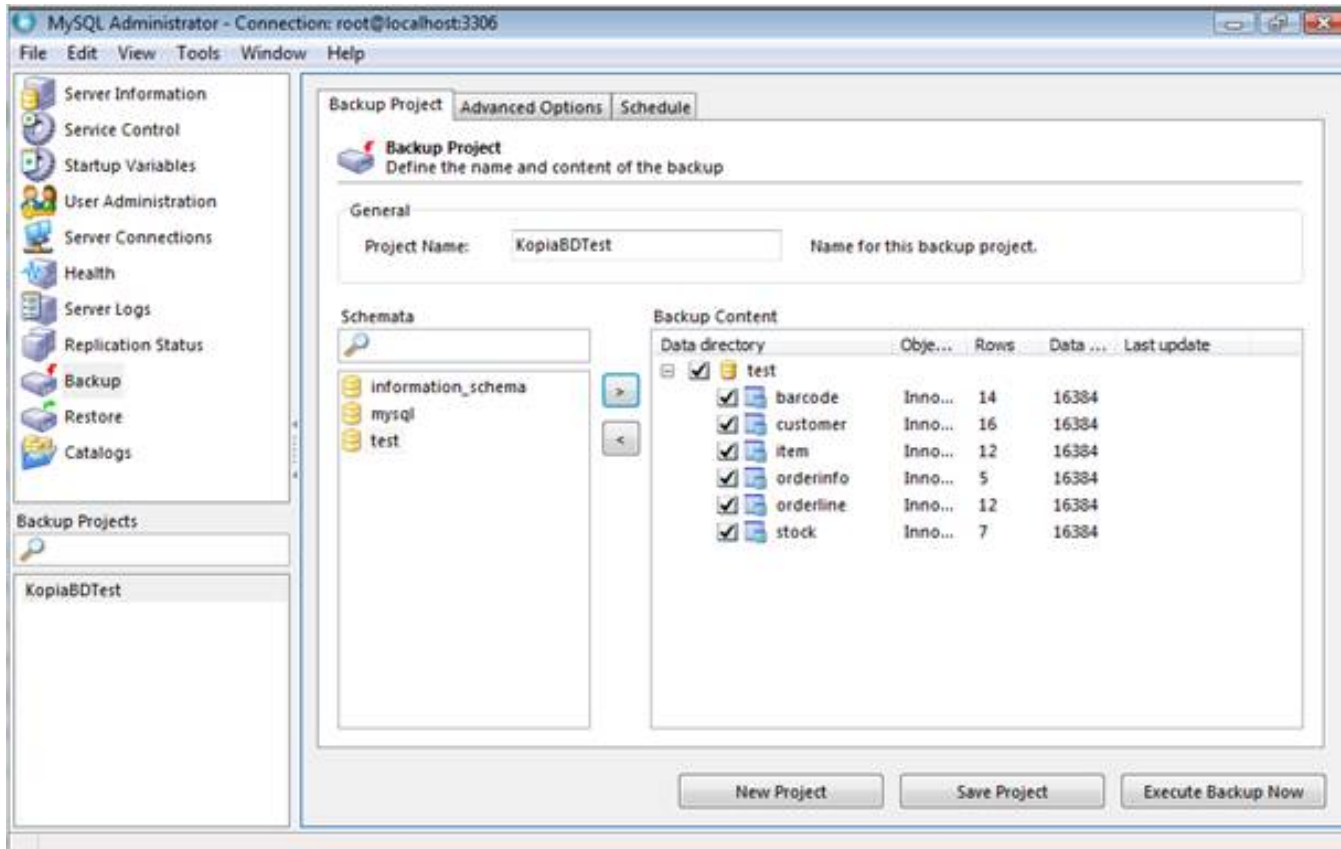 MySQL Administrator - Connection: root@localhost:3306
File Edit View Tools Window Help
Server Information
Service Control
Startup Variables
User Administration
Server Connections
Health
Server Logs
Replication Status
Backup
Restore
Catalogs
Backup Projects
KopiaBDTest
Backup Project Advanced Options Schedule
Backup Project
Define the name and content of the backup
General
Project Name: KopiaBDTest Name for this backup project.
Schemata
information_schema
mysql
test
>
<
Backup Content
Data directory Obje... Rows Data ... Last update
test
barcode Inno... 14 16384
customer Inno... 16 16384
item Inno... 12 16384
orderinfo Inno... 5 16384
orderline Inno... 12 16384
stock Inno... 7 16384
New Project Save Project Execute Backup Now